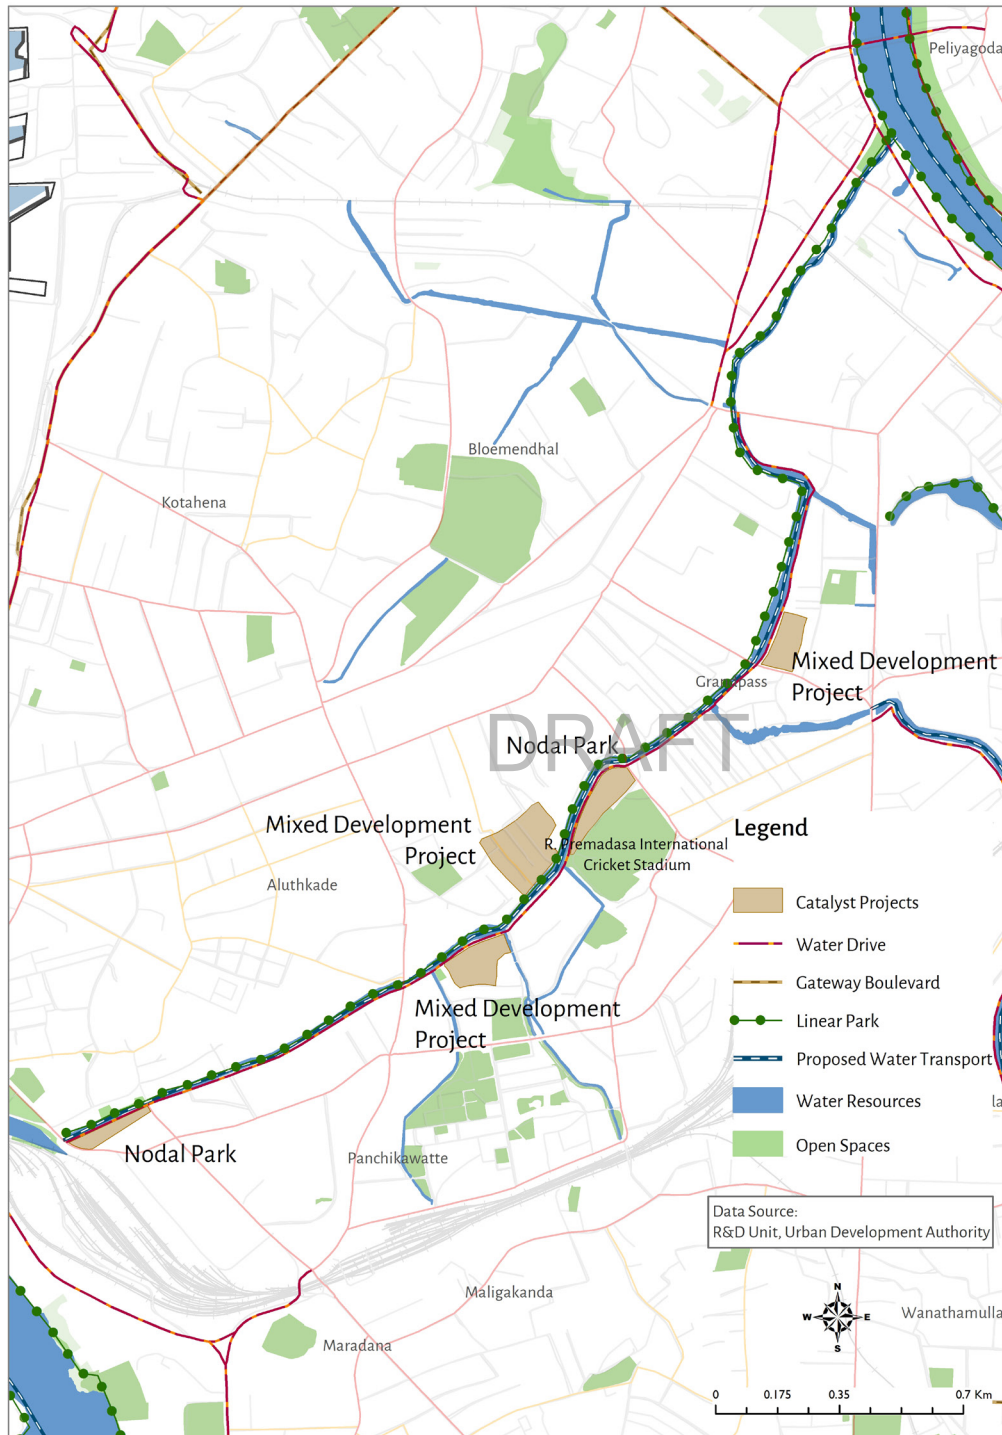 Peliyagoda
Bloemendhal
Kotahena
Mixed Development
Project
Grandpass
DRAFT
Nodal Park
Mixed Development
Project
Legend
R. Premadasa International
Cricket Stadium
Aluthkade
Catalyst Projects
Water Drive
Gateway Boulevard
Mixed Development
Project
Linear Park
Proposed Water Transport
Water Resources
la
Open Spaces
Nodal Park
Panchikawatte
Data Source:
R&D Unit, Urban Development Authority
Maligakanda
N
W E
S
Wanathamulla
Maradana
0 0.175 0.35 0.7 Km